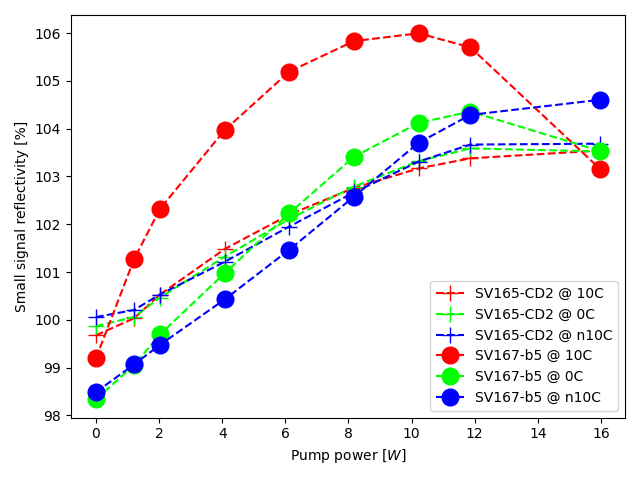 106
105
104
103
102
101
100
99
98
Small signal reflectivity [%]
0 2 4 6 8 10 12 14 16
Pump power [W]
SV165-CD2 @ 10C
SV165-CD2 @ 0C
SV165-CD2 @ n10C
SV167-b5 @ 10C
SV167-b5 @ 0C
SV167-b5 @ n10C